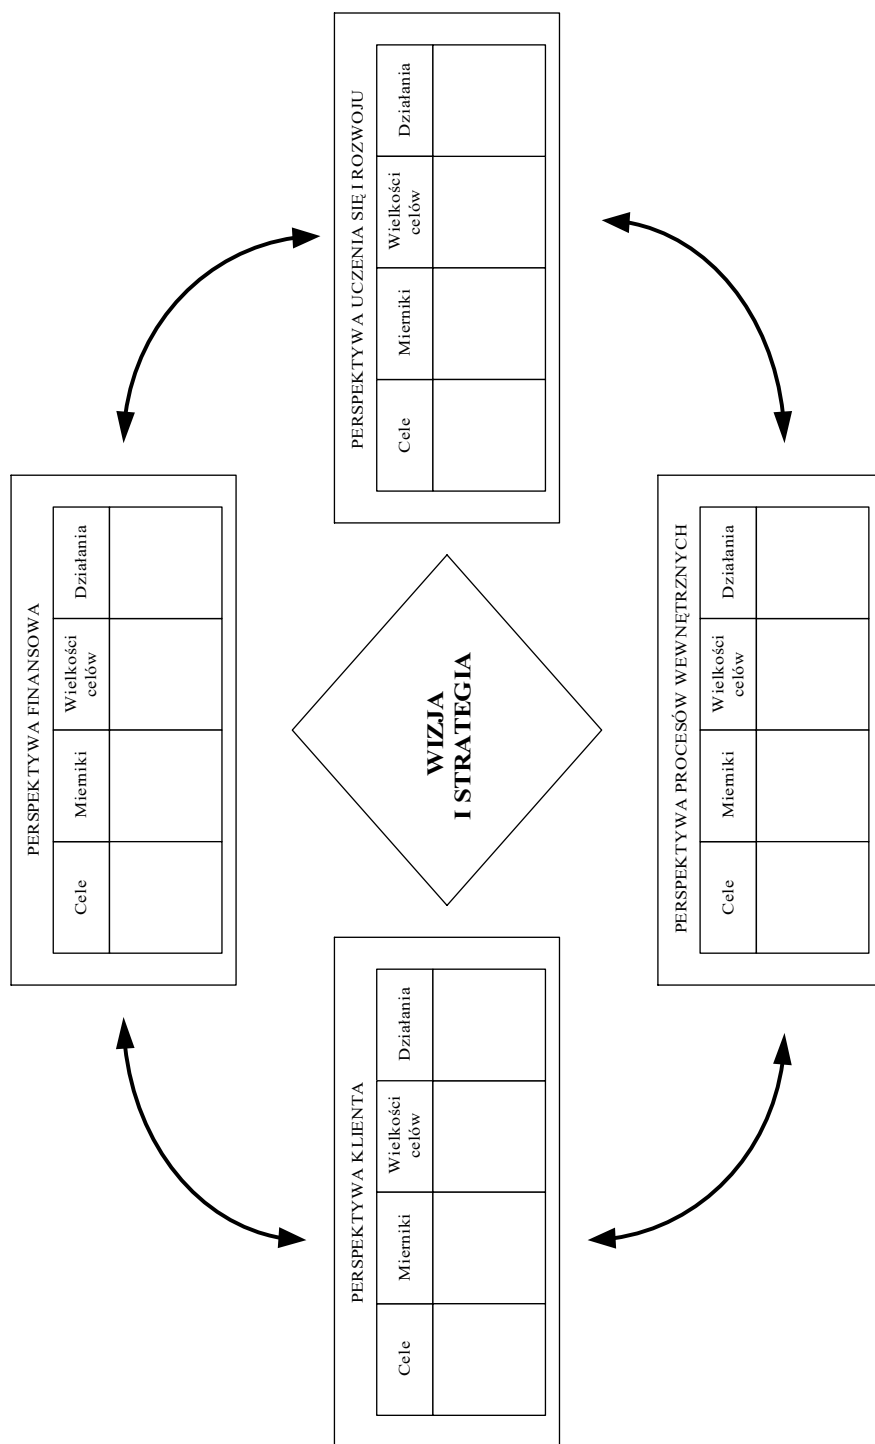 PERSPEKTYWA FINANSOWA
Cele
Mierniki
Wielkości
celów
Działania
PERSPEKTYWA KLIENTA
Cele
Mierniki
Wielkości
celów
Działania
WIZJA
I STRATEGIA
PERSPEKTYWA UCZENIA SIĘ I ROZWOJU
Cele
Mierniki
Wielkości
celów
Działania
PERSPEKTYWA PROCESÓW WEWNĘTRZNYCH
Cele
Mierniki
Wielkości
celów
Działania